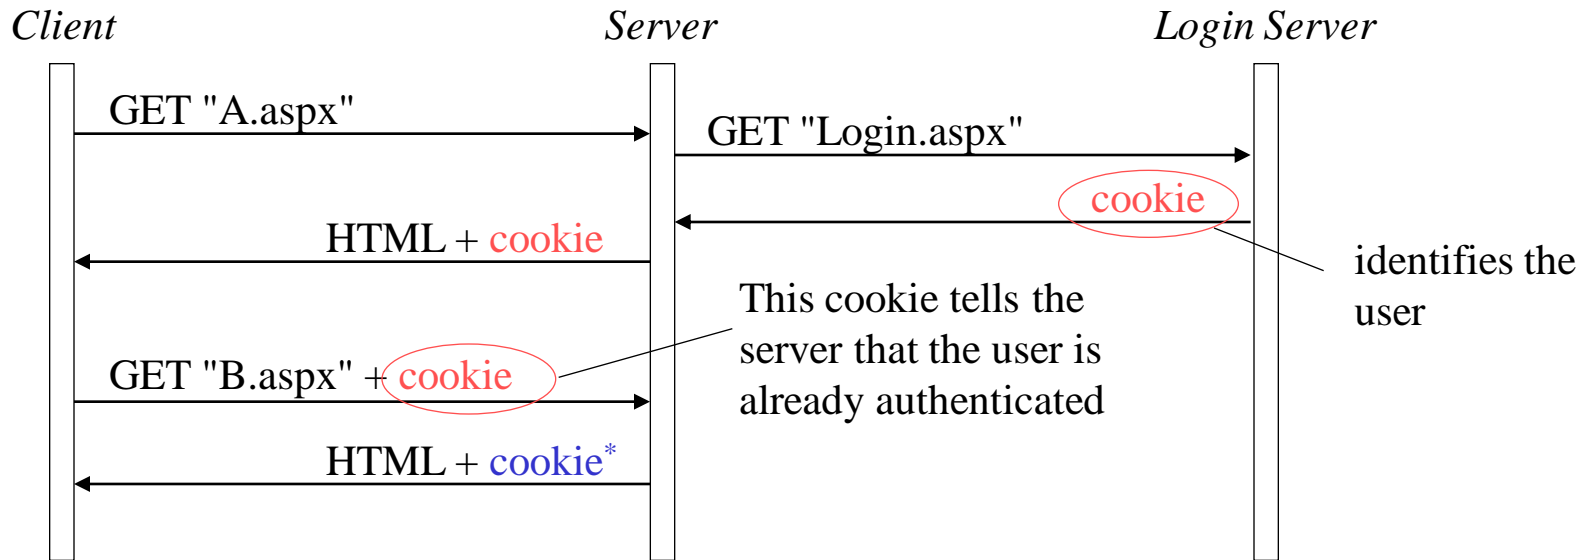 Client
Server
Login Server
GET "A.aspx"
GET "Login.aspx"
cookie
HTML + cookie
identifies the
user
This cookie tells the
server that the user is
already authenticated
GET "B.aspx" + cookie
HTML + cookie*